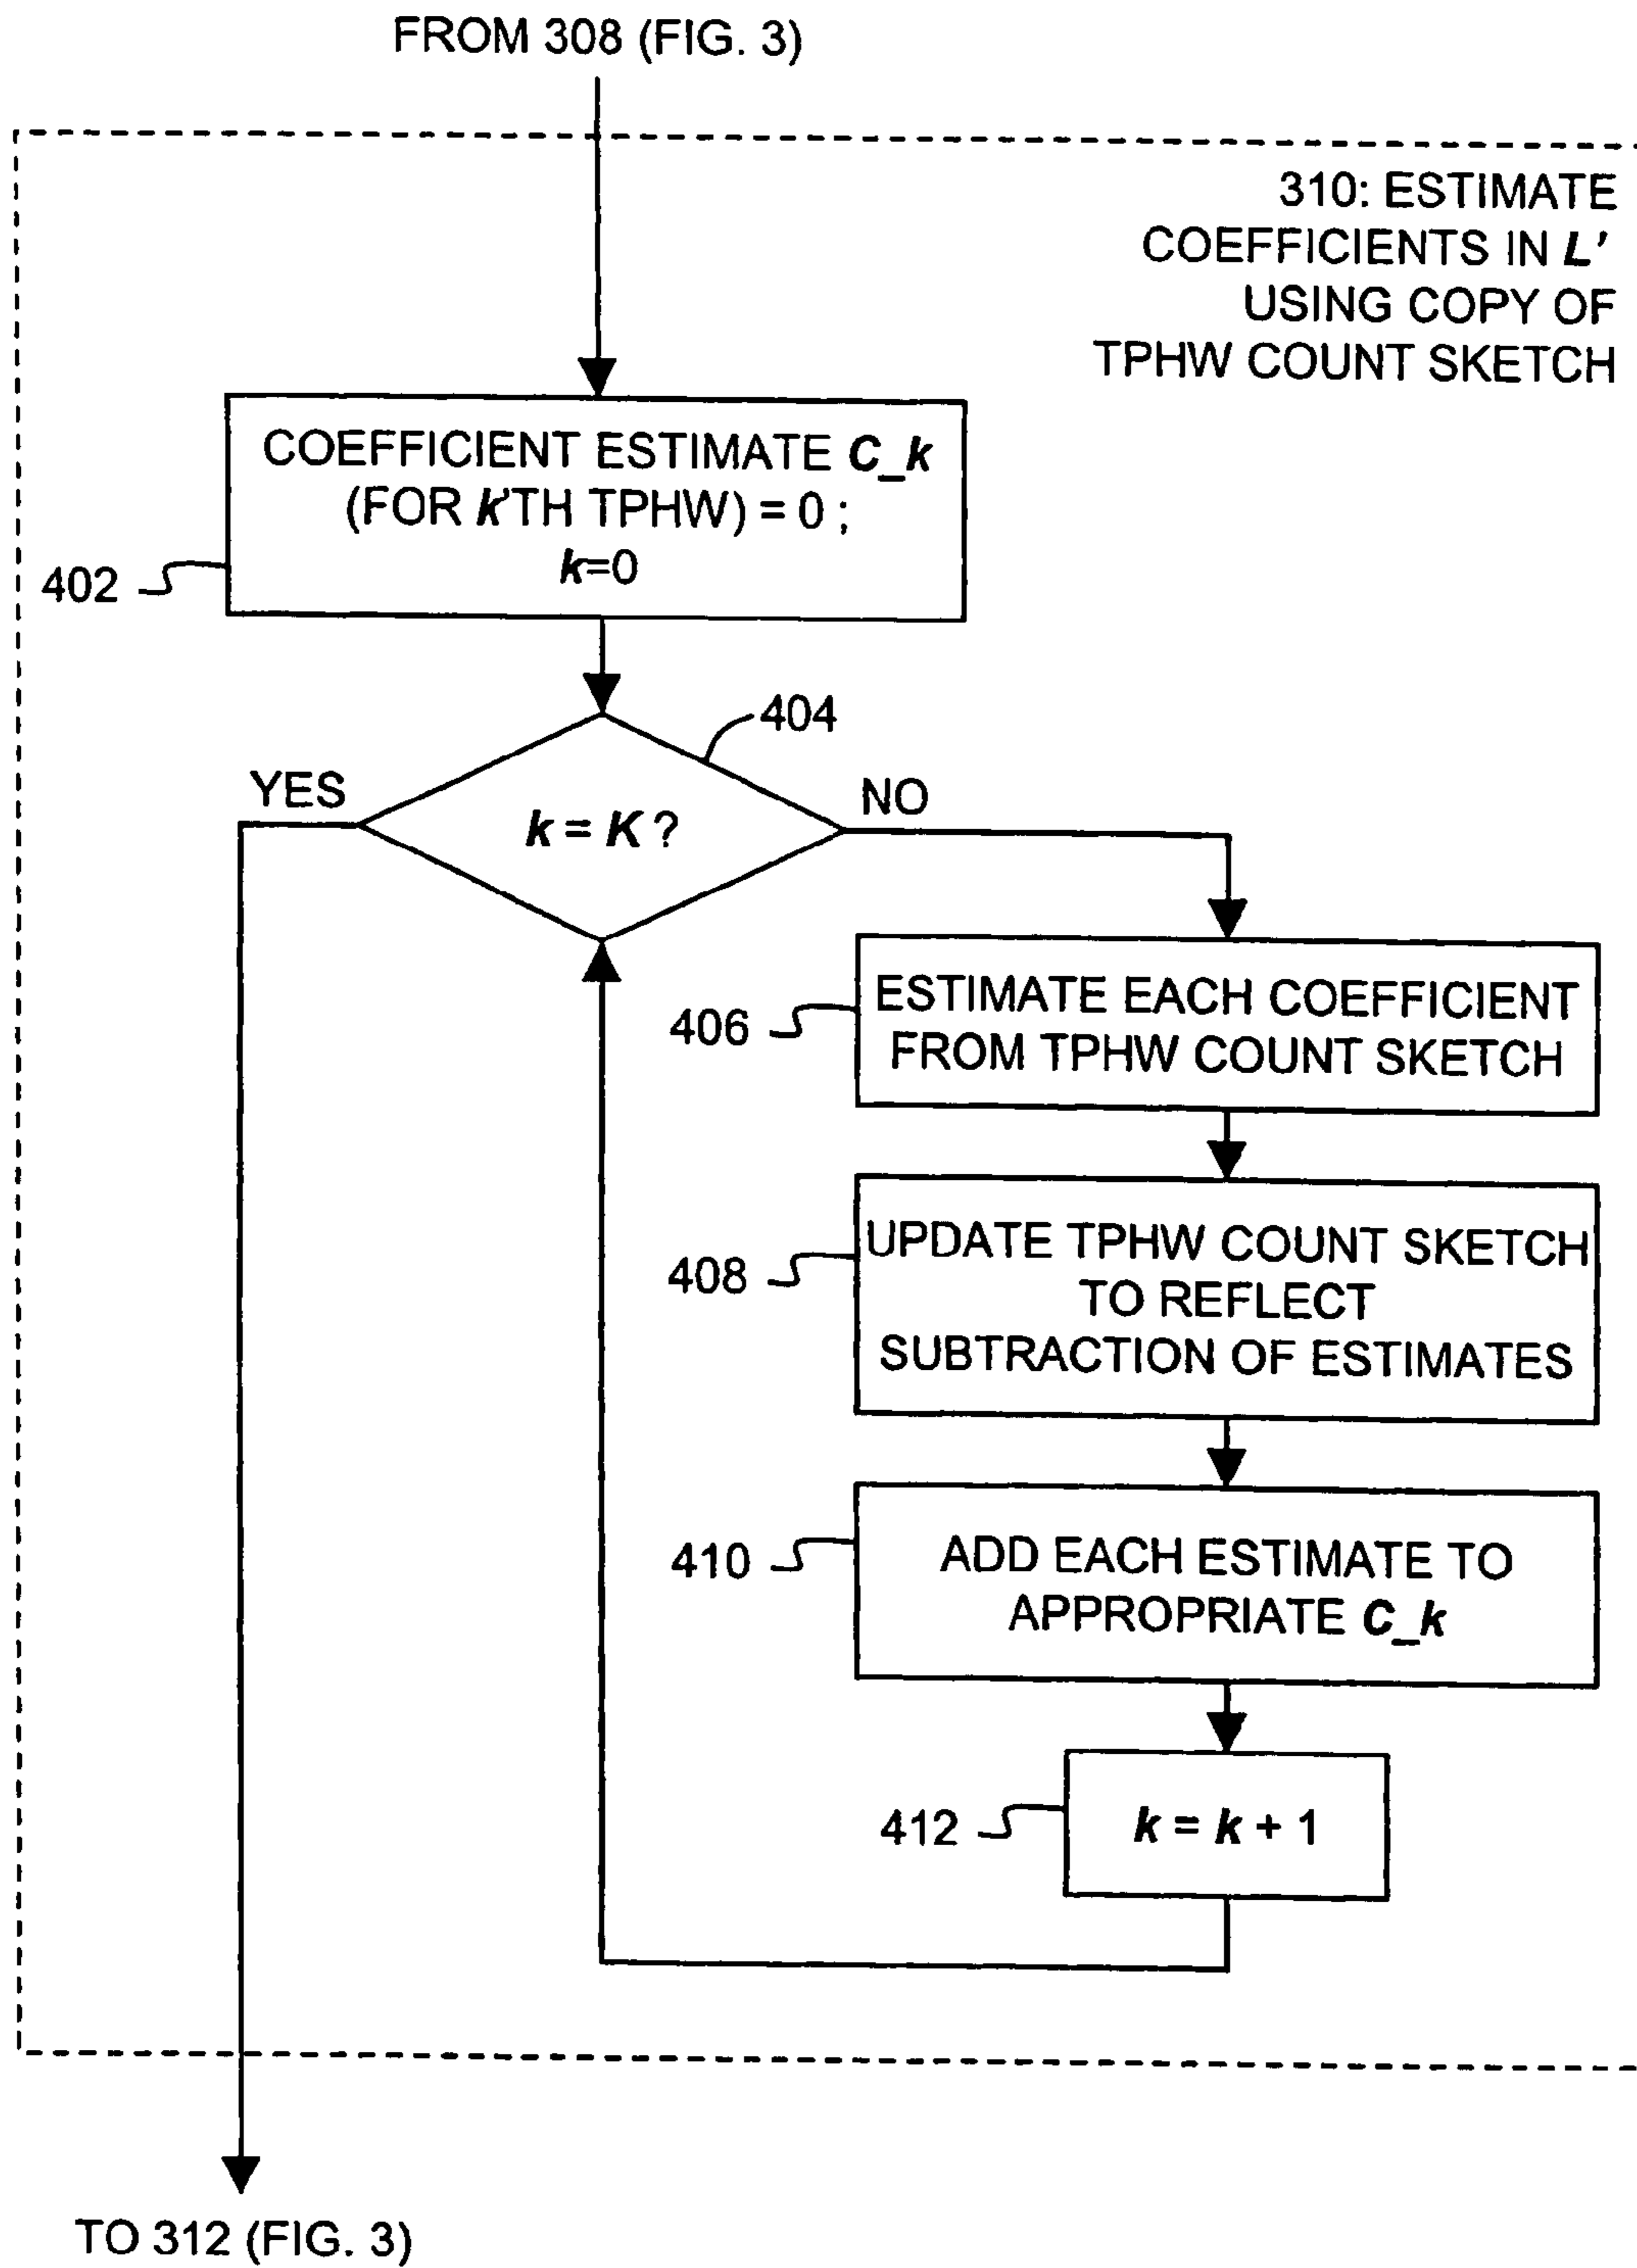 FROM 308 (FIG. 3)
310: ESTIMATE
COEFFICIENTS IN L'
USING COPY OF
TPHW COUNT SKETCH
COEFFICIENT ESTIMATE C_k
(FOR k'TH TPHW) = 0 ;
k=0
402
404
YES
NO
k = K ?
ESTIMATE EACH COEFFICIENT
FROM TPHW COUNT SKETCH
406
UPDATE TPHW COUNT SKETCH
TO REFLECT
SUBTRACTION OF ESTIMATES
408
ADD EACH ESTIMATE TO
APPROPRIATE C_k
410
k = k + 1
412
TO 312 (FIG. 3)